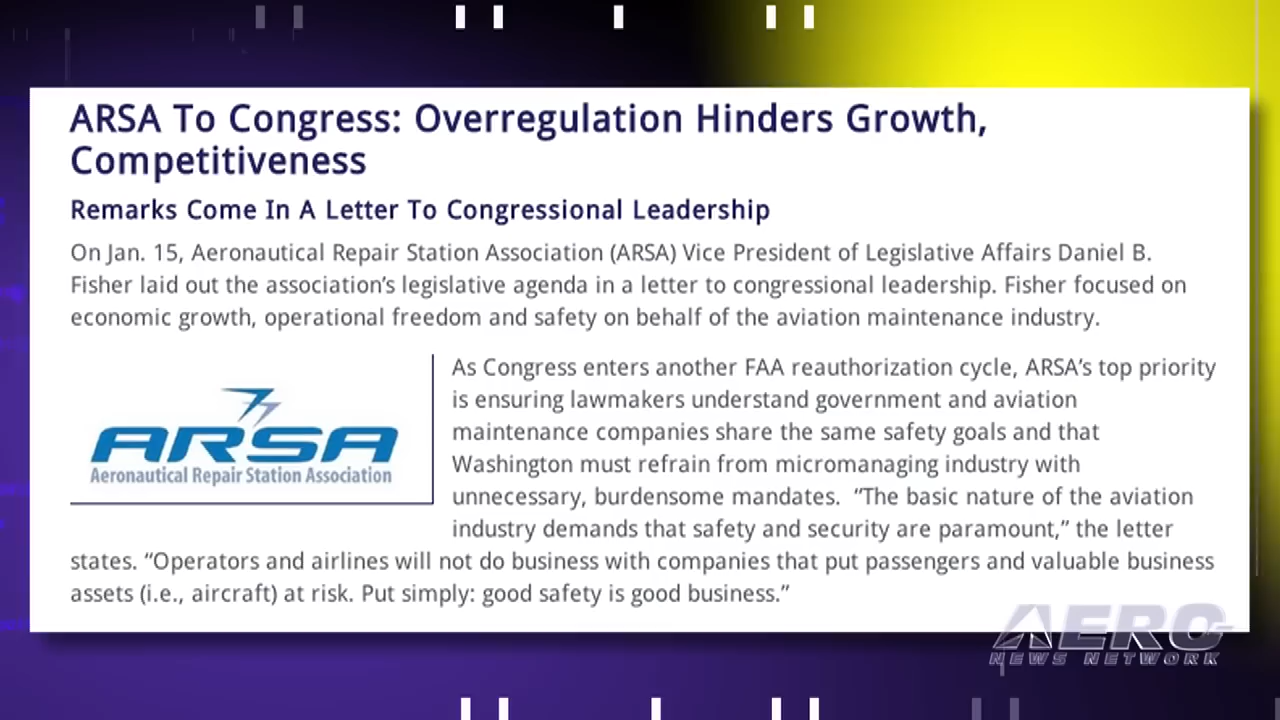 ARSA To Congress: Overregulation Hinders Growth,
Competitiveness
Remarks Come In A Letter To Congressional Leadership
On Jan. 15, Aeronautical Repair Station Association (ARSA) Vice President of Legislative Affairs Daniel B.
Fisher laid out the association’s legislative agenda in a letter to congressional leadership. Fisher focused on
economic growth, operational freedom and safety on behalf of the aviation maintenance industry.
As Congress enters another FAA reauthorization cycle, ARSA’s top priority
is ensuring lawmakers understand government and aviation
maintenance companies share the same safety goals and that
Washington must refrain from micromanaging industry with
unnecessary, burdensome mandates.  “The basic nature of the aviation
industry demands that safety and security are paramount,” the letter
ARSA
Aeronautical Repair Station Association
states. “Operators and airlines will not do business with companies that put passengers and valuable business
assets (i.e., aircraft) at risk. Put simply: good safety is good business.”
AERO
NEWS NETWORK